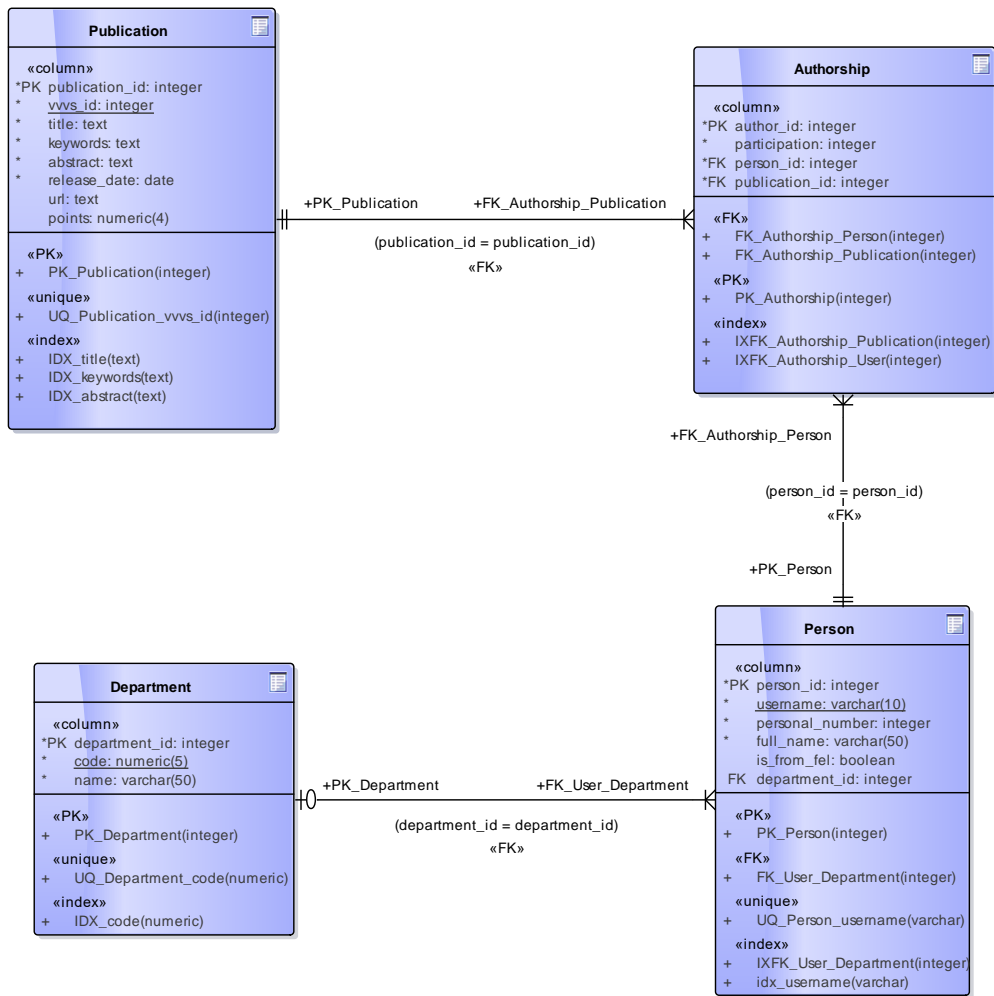 Publication
«column»
*PK publication_id: integer
* vvvs_id: integer
* title: text
* keywords: text
* abstract: text
* release_date: date
url: text
points: numeric(4)
«PK»
+ PK_Publication(integer)
«unique»
+ UQ_Publication_vvvs_id(integer)
«index»
+ IDX_title(text)
+ IDX_keywords(text)
+ IDX_abstract(text)
+PK_Publication
+FK_Authorship_Publication
(publication_id = publication_id)
«FK»
Authorship
«column»
*PK author_id: integer
* participation: integer
*FK person_id: integer
*FK publication_id: integer
«FK»
+ FK_Authorship_Person(integer)
+ FK_Authorship_Publication(integer)
«PK»
+ PK_Authorship(integer)
«index»
+ IXFK_Authorship_Publication(integer)
+ IXFK_Authorship_User(integer)
+FK_Authorship_Person
(person_id = person_id)
«FK»
+PK_Person
Department
«column»
*PK department_id: integer
* code: numeric(5)
* name: varchar(50)
«PK»
+ PK_Department(integer)
«unique»
+ UQ_Department_code(numeric)
«index»
+ IDX_code(numeric)
+PK_Department
+FK_User_Department
(department_id = department_id)
«FK»
Person
«column»
*PK person_id: integer
* username: varchar(10)
* personal_number: integer
* full_name: varchar(50)
is_from_fel: boolean
FK department_id: integer
«PK»
+ PK_Person(integer)
«FK»
+ FK_User_Department(integer)
«unique»
+ UQ_Person_username(varchar)
«index»
+ IXFK_User_Department(integer)
+ idx_username(varchar)